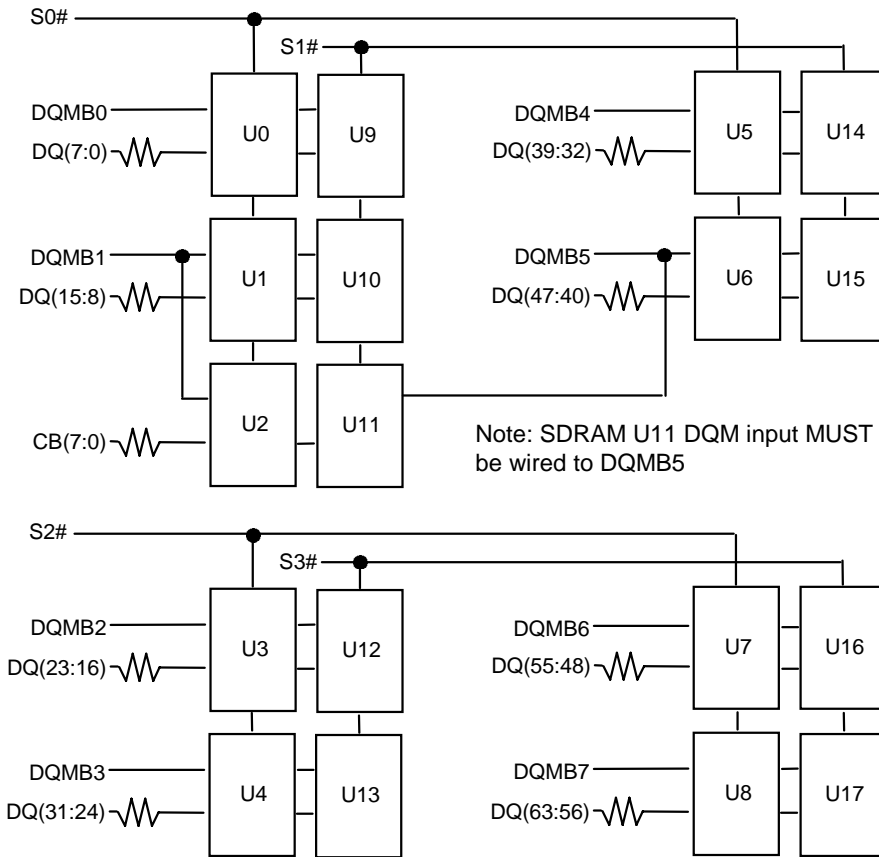 S0#
S1#
DQMB0
DQ(7:0)
U0
U9
DQMB4
DQ(39:32)
U5
U14
DQMB1
DQ(15:8)
U1
U10
DQMB5
DQ(47:40)
U6
U15
CB(7:0)
U2
U11
Note: SDRAM U11 DQM input MUST
be wired to DQMB5
S2#
S3#
DQMB2
DQ(23:16)
U3
U12
DQMB6
DQ(55:48)
U7
U16
DQMB3
DQ(31:24)
U4
U13
DQMB7
DQ(63:56)
U8
U17